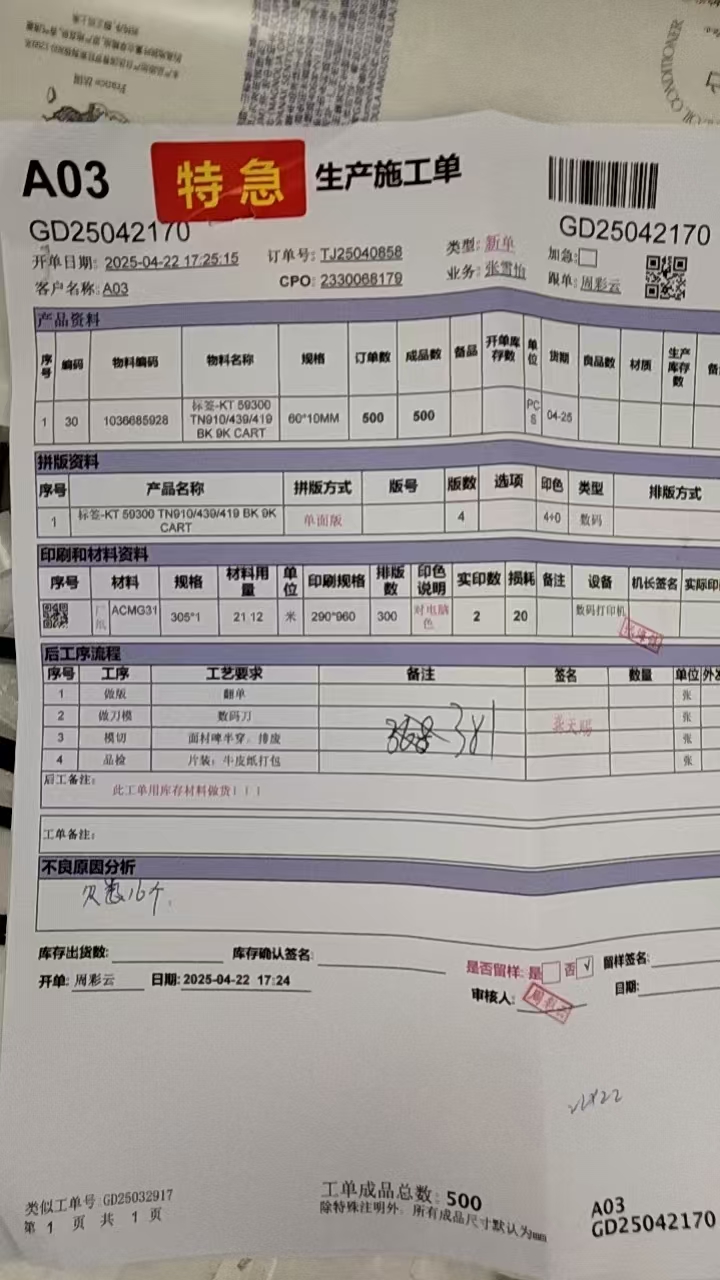 France 法国
CONDITIONER
A03 特急 生产施工单
GD25042170 GD25042170
开单日期: 2025-04-22 17:25:15 订单号: TJ25040858 类型: 新单 加急:
客户名称: A03 CPO: 2330068179 业务: 张雪怡 跟单: 周彩云
产品资料
序号 编码 物料编码 物料名称 规格 订单数 成品数 备品 开单库存数 单位 货期 良品数 材质 生产库存数
1 30 1036685928 标签-KT 59300 TN910/439/419 BK 9K CART 60*10MM 500 500 PCS 04-25
拼版资料
序号 产品名称 拼版方式 版号 版数 选项 印色 类型 排版方式
1 标签-KT 59300 TN910/439/419 BK 9K CART 单面版 4 4+0 数码
印刷和材料资料
序号 材料 规格 材料用量 单位 印刷规格 排版数 印色说明 实印数 损耗 备注 设备 机长签名 实际印
ACMG31 305*1 21.12 米 290*960 300 对电脑色 2 20 数码打印机
后工序流程
序号 工序 工艺要求 备注 签名 数量 单位 外发
1 做版 翻单 张
2 做刀模 数码刀 张
3 模切 面材啤半穿，排废 381 张天赐 张
4 品检 片装：牛皮纸打包 张
后工备注:
此工单用库存材料做货！！！
工单备注:
不良原因分析
欠数16个.
库存出货数: 库存确认签名: 是否留样: 是 否 √ 留样签名:
开单: 周彩云 日期: 2025-04-22 17:24 审核人: 日期:
类似工单号:GD25032917 工单成品总数: 500 A03
第 1 页 共 1 页 除特殊注明外，所有成品尺寸默认为mm GD25042170